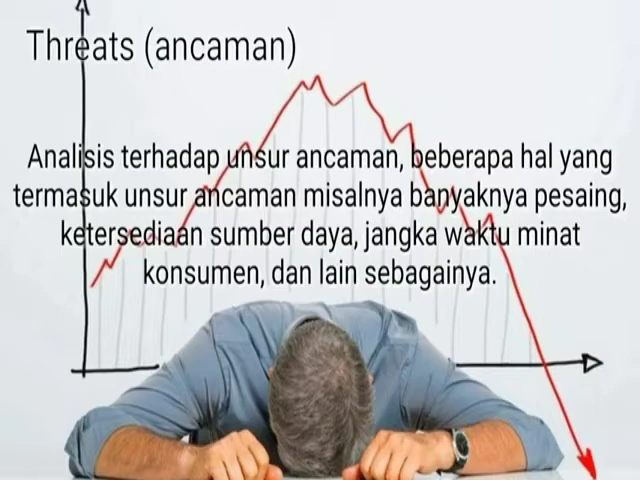 Threats (ancaman)
Analisis terhadap unsur ancaman, beberapa hal yang
termasuk unsur ancaman misalnya banyaknya pesaing,
ketersediaan sumber daya, jangka waktu minat
konsumen, dan lain sebagainya.